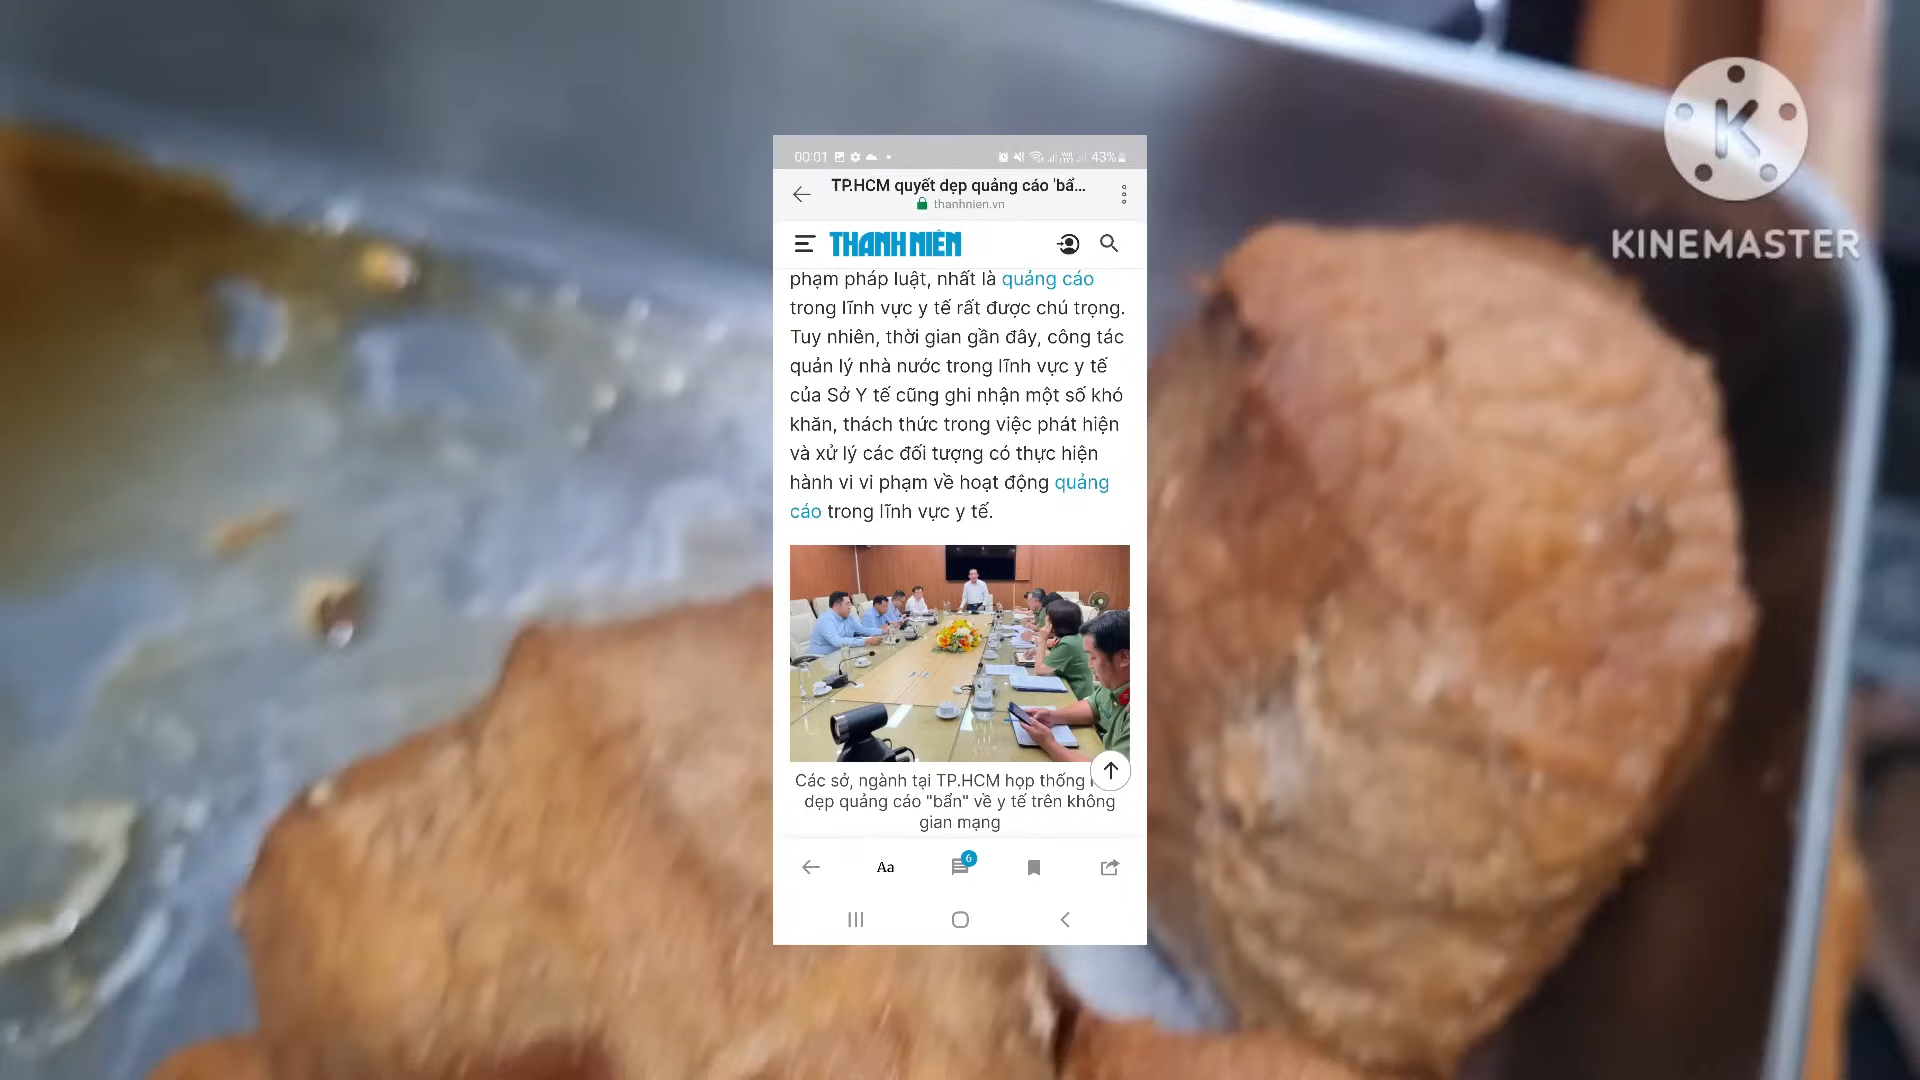 00:01
43%
TP.HCM quyết dẹp quảng cáo 'bẩ...
thanhnien.vn
THANH NIÊN
phạm pháp luật, nhất là quảng cáo
trong lĩnh vực y tế rất được chú trọng.
Tuy nhiên, thời gian gần đây, công tác
quản lý nhà nước trong lĩnh vực y tế
của Sở Y tế cũng ghi nhận một số khó
khăn, thách thức trong việc phát hiện
và xử lý các đối tượng có thực hiện
hành vi vi phạm về hoạt động quảng
cáo trong lĩnh vực y tế.
Các sở, ngành tại TP.HCM họp thống
dẹp quảng cáo "bẩn" về y tế trên không
gian mạng
Aa
6
K
KINEMASTER